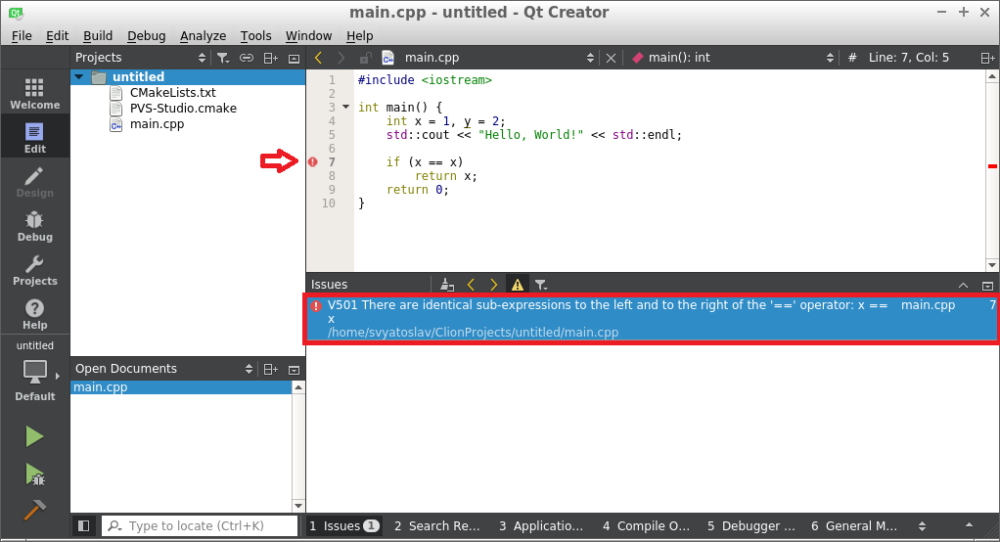 main.cpp - untitled - Qt Creator
File Edit Build Debug Analyze Tools Window Help
Projects
main.cpp
main(): int
# Line: 7, Col: 5
Welcome
Edit
Design
Debug
Projects
Help
untitled
Default
untitled
CMakeLists.txt
PVS-Studio.cmake
main.cpp
Open Documents
main.cpp
1 #include <iostream>
2
3 int main() {
4 int x = 1, y = 2;
5 std::cout << "Hello, World!" << std::endl;
6
7 if (x == x)
8 return x;
9 return 0;
10 }
Issues
V501 There are identical sub-expressions to the left and to the right of the '==' operator: x == main.cpp 7
x
/home/svyatoslav/ClionProjects/untitled/main.cpp
Type to locate (Ctrl+K)
1 Issues 1 2 Search Re... 3 Applicatio... 4 Compile O... 5 Debugger ... 6 General M...